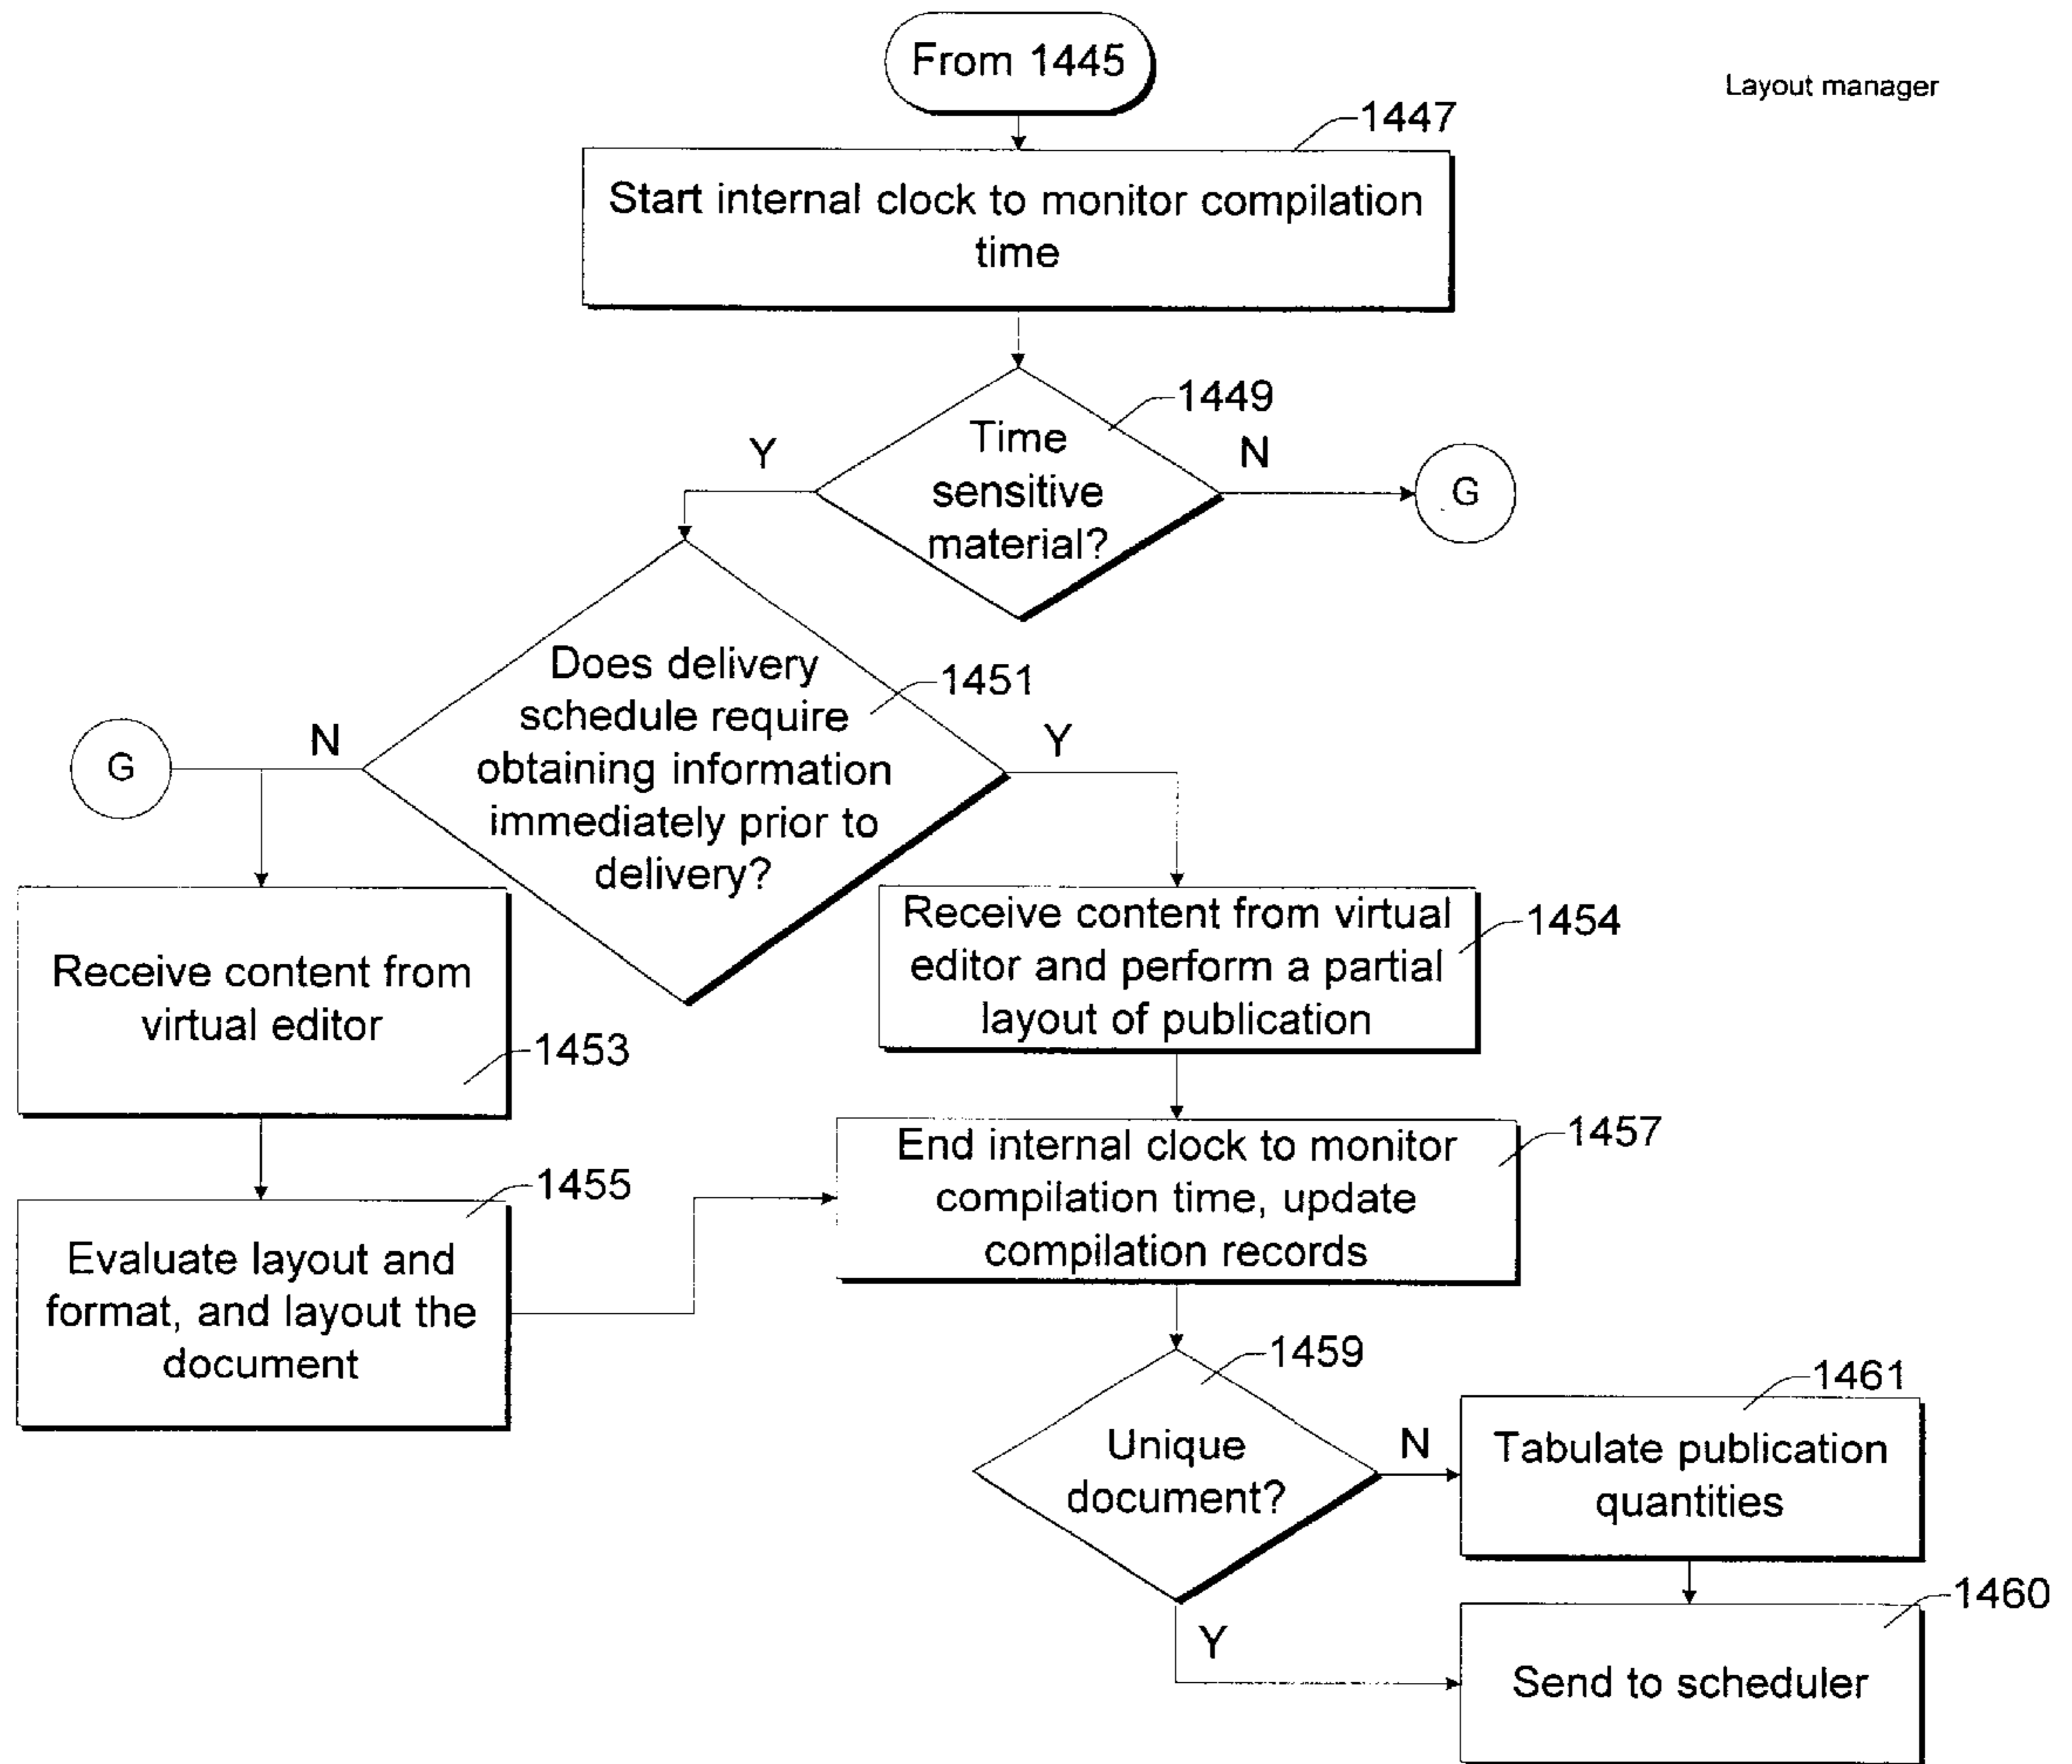 From 1445
Layout manager
1447
Start internal clock to monitor compilation
time
1449
Time
sensitive
material?
Y
N
G
Does delivery
schedule require
obtaining information
immediately prior to
delivery?
1451
G
N
Y
Receive content from
virtual editor
1453
Receive content from virtual
editor and perform a partial
layout of publication
1454
Evaluate layout and
format, and layout the
document
1455
End internal clock to monitor
compilation time, update
compilation records
1457
1459
Unique
document?
N
Y
1461
Tabulate publication
quantities
1460
Send to scheduler